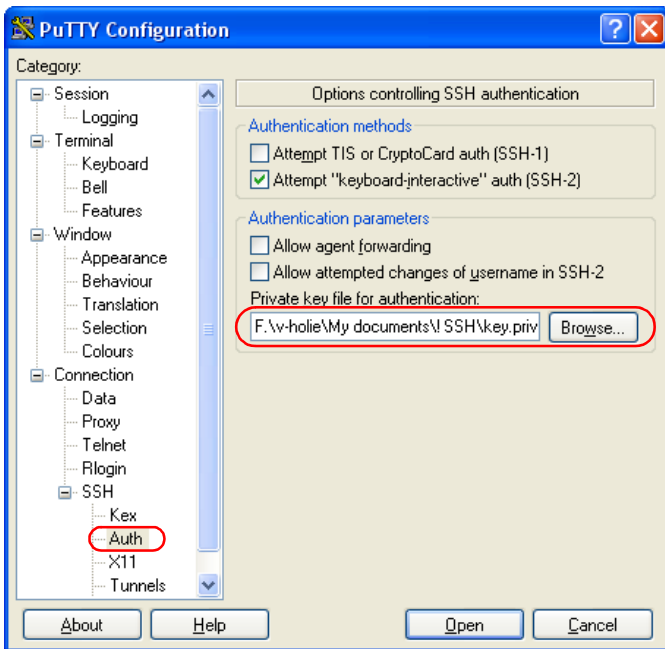 PuTTY Configuration
Category:
Session
Logging
Terminal
Keyboard
Bell
Features
Window
Appearance
Behaviour
Translation
Selection
Colours
Connection
Data
Proxy
Telnet
Rlogin
SSH
Kex
Auth
X11
Tunnels
Options controlling SSH authentication
Authentication methods
Attempt TIS or CryptoCard auth (SSH-1)
Attempt "keyboard-interactive" auth (SSH-2)
Authentication parameters
Allow agent forwarding
Allow attempted changes of username in SSH-2
Private key file for authentication:
F.\v-holie\My documents\! SSH\key.priv Browse...
About Help Open Cancel